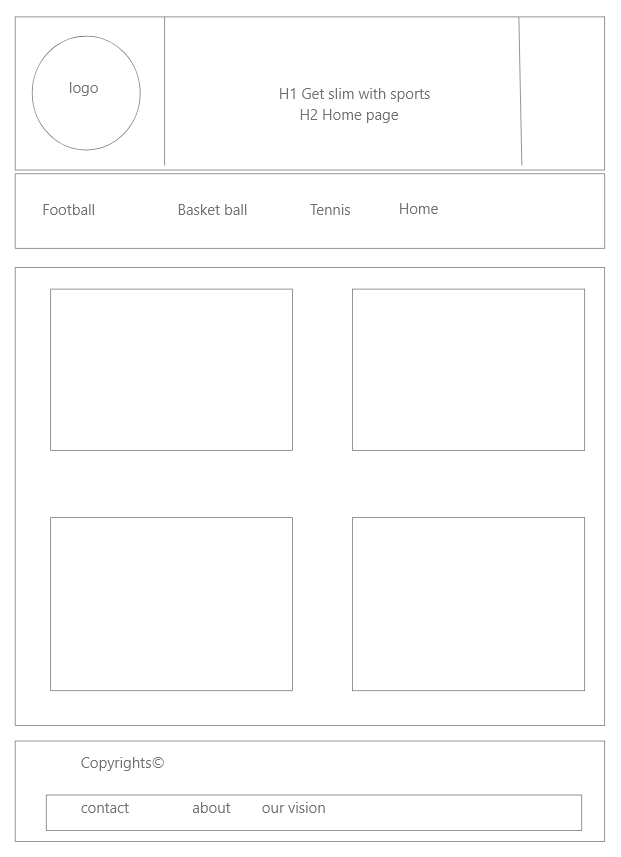 logo
H1 Get slim with sports
H2 Home page
Football Basket ball Tennis Home
Copyrights©
contact about our vision